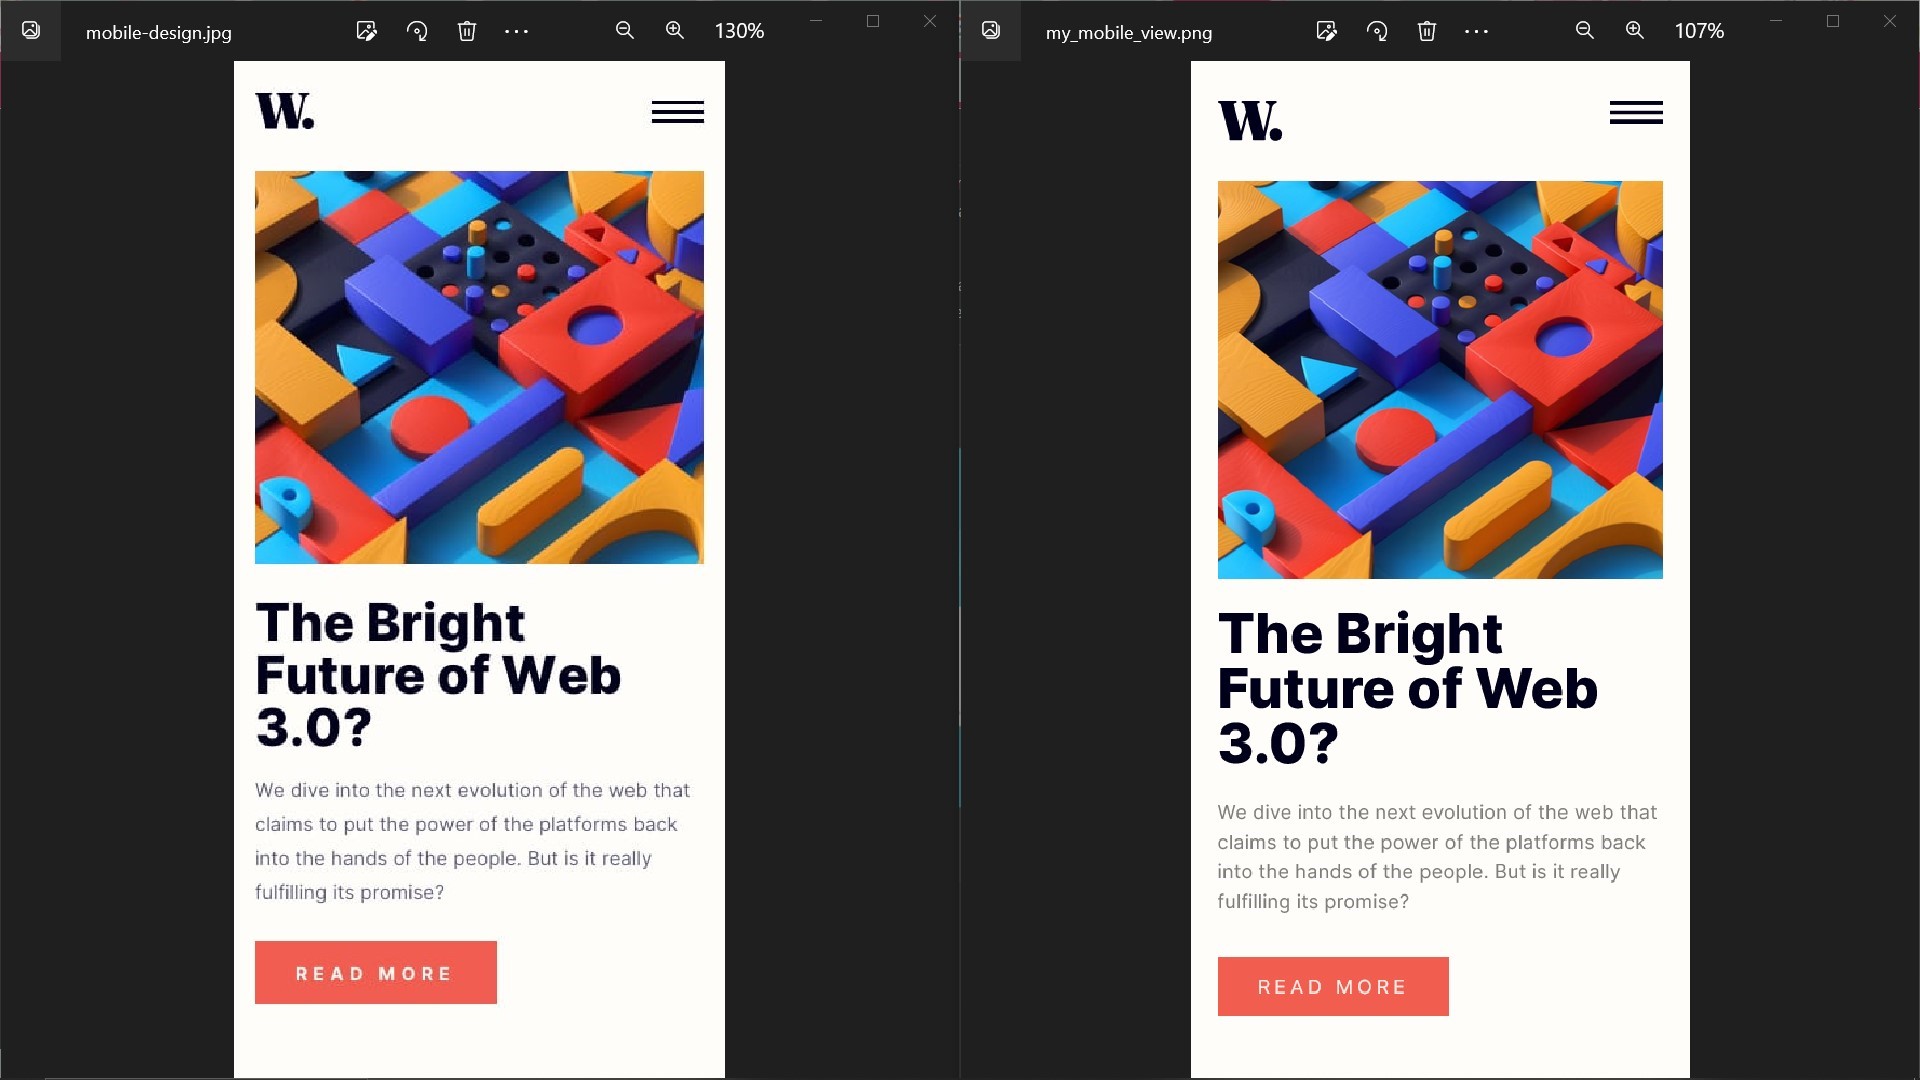 mobile-design.jpg
130%
W.
The Bright
Future of Web
3.0?
We dive into the next evolution of the web that
claims to put the power of the platforms back
into the hands of the people. But is it really
fulfilling its promise?
READ MORE
my_mobile_view.png
107%
W.
The Bright
Future of Web
3.0?
We dive into the next evolution of the web that
claims to put the power of the platforms back
into the hands of the people. But is it really
fulfilling its promise?
READ MORE